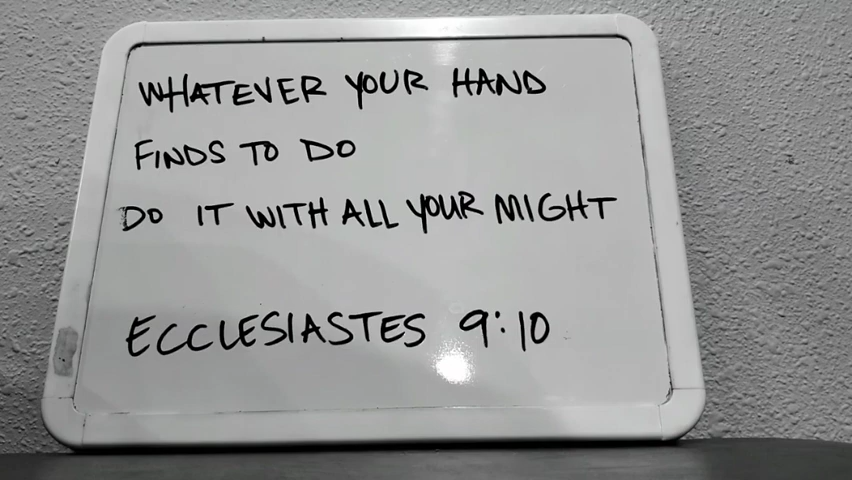 WHATEVER YOUR HAND
FINDS TO DO
DO IT WITH ALL YOUR MIGHT
ECCLESIASTES 9:10